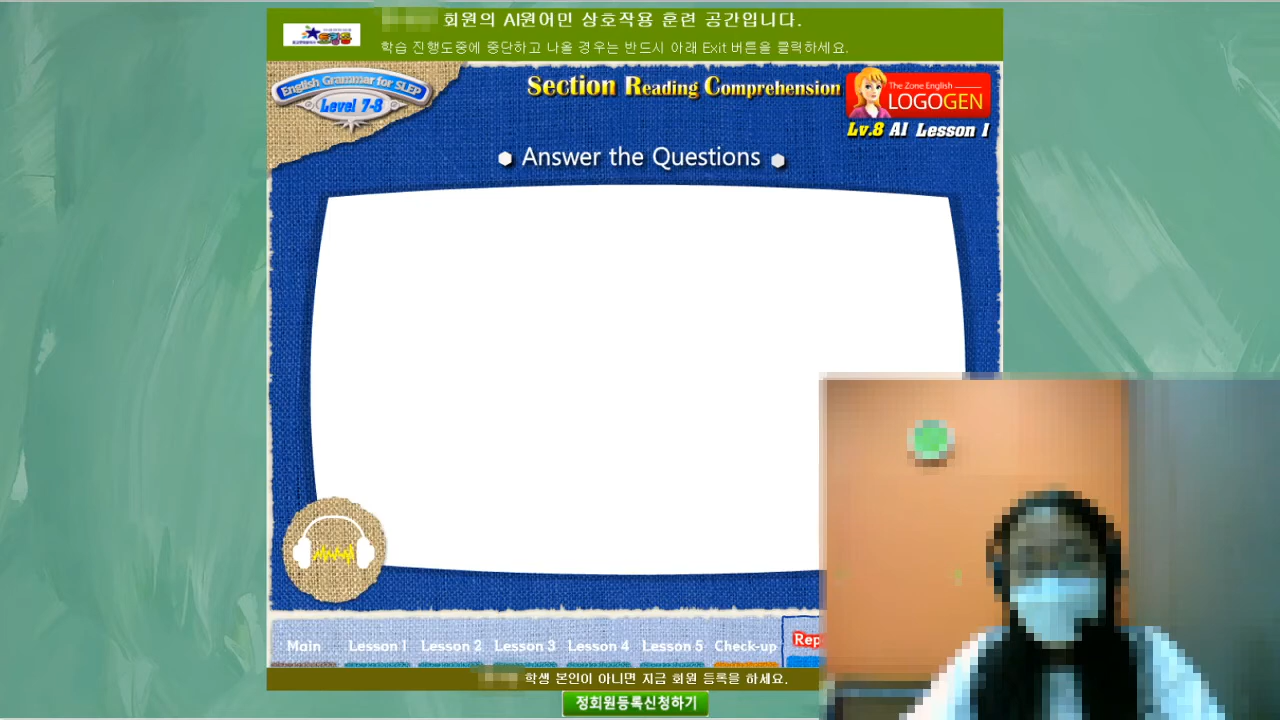 회원의 AI원어민 상호작용 훈련 공간입니다.
학습 진행도중에 중단하고 나올 경우는 반드시 아래 Exit 버튼을 클릭하세요.
English Grammar for SLEP
Level 7-8
Section Reading Comprehension
The Zone English
LOGOGEN
Lv.8 AI Lesson 1
Answer the Questions
Main Lesson 1 Lesson 2 Lesson 3 Lesson 4 Lesson 5 Check-up Rep
학생 본인이 아니면 지금 회원 등록을 하세요.
정회원등록신청하기